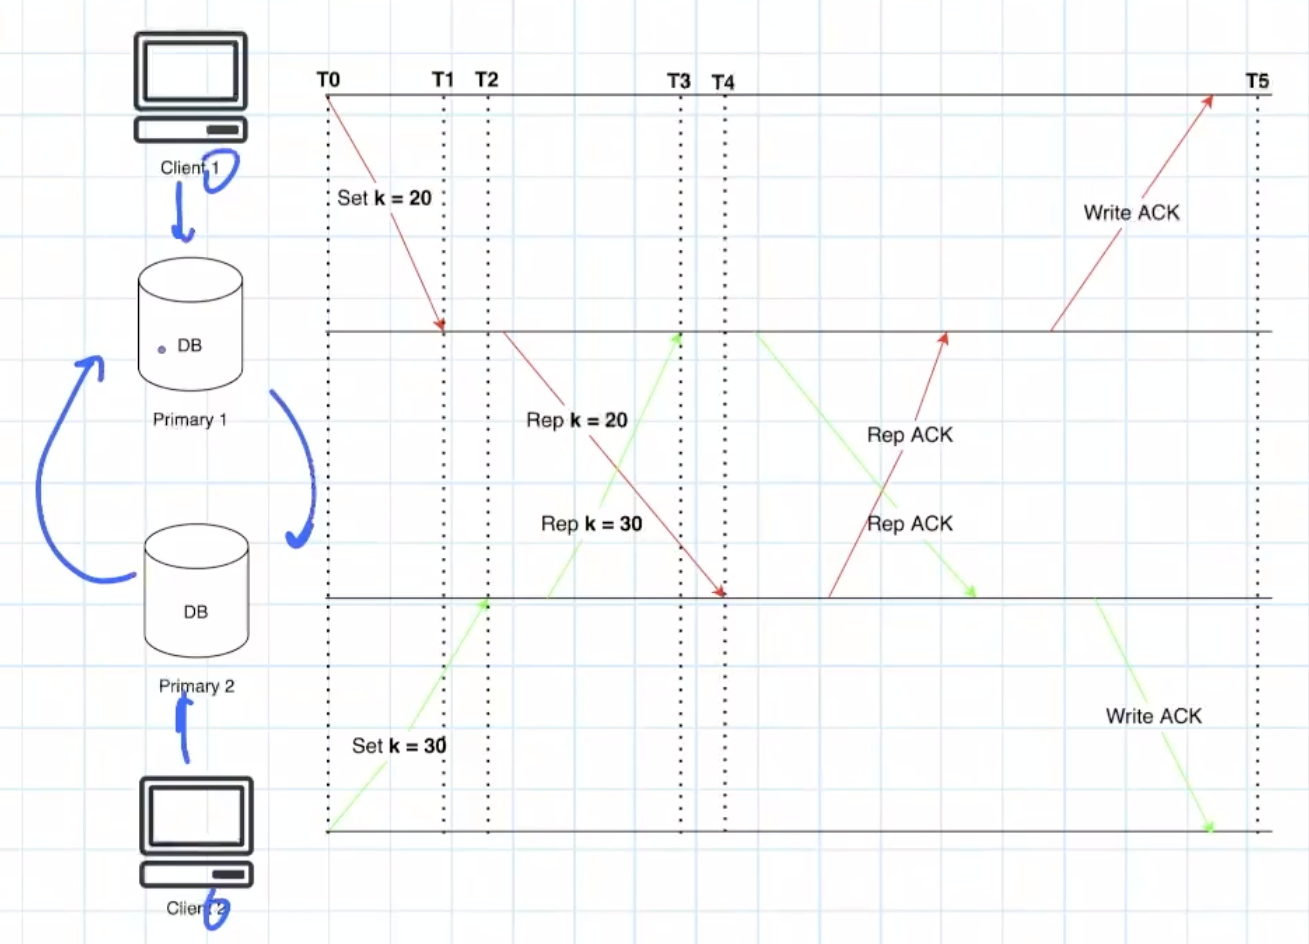 T0 T1 T2 T3 T4 T5
Client 1
Set k = 20
Write ACK
DB
Primary 1
Rep k = 20
Rep ACK
Rep k = 30
Rep ACK
DB
Primary 2
Set k = 30
Write ACK
Client 2